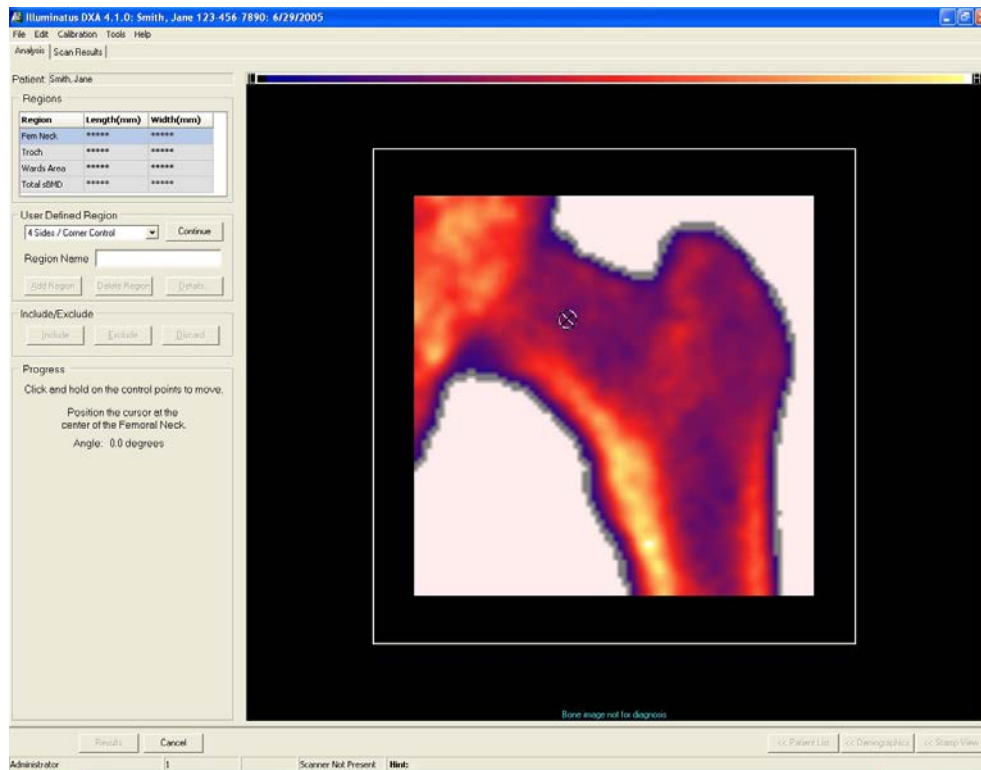 Illuminatus DXA 4.1.0: Smith, Jane 123-456-7890: 6/29/2005
File Edit Calibration Tools Help
Analysis Scan Results
Patient: Smith, Jane
Regions
Region Length(mm) Width(mm)
Fem Neck ***** *****
Troch ***** *****
Wards Area ***** *****
Total sBMD ***** *****
User Defined Region
4 Sides / Corner Control Continue
Region Name
Add Region Delete Region Details...
Include/Exclude
Include Exclude Discard
Progress
Click and hold on the control points to move.
Position the cursor at the
center of the Femoral Neck.
Angle: 0.0 degrees
Bone image not for diagnosis
Results Cancel
<< Patient List << Demographics << Stamp View
Administrator 1 Scanner Not Present Hint: